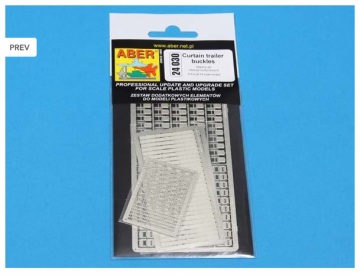 PREV
www.aber.net.pl
ABER
24 030
Curtain trailer
buckles
PROFESSIONAL UPDATE AND UPGRADE SET
FOR SCALE PLASTIC MODELS
ZESTAW DODATKOWYCH ELEMENTÓW
DO MODELI PLASTIKOWYCH